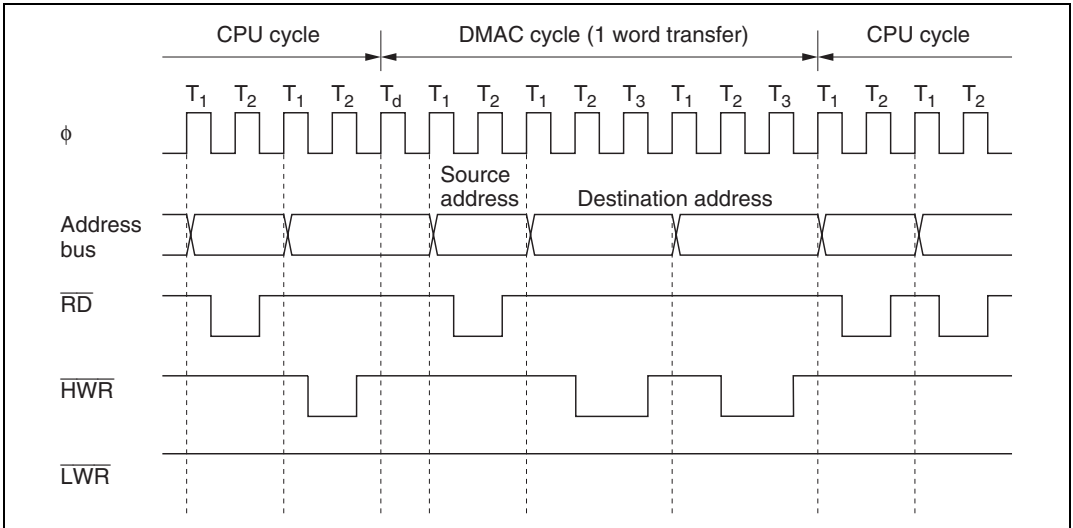 CPU cycle DMAC cycle (1 word transfer) CPU cycle
T1 T2 T1 T2 Td T1 T2 T1 T2 T3 T1 T2 T3 T1 T2 T1 T2
φ
Source
address Destination address
Address
bus
RD
HWR
LWR